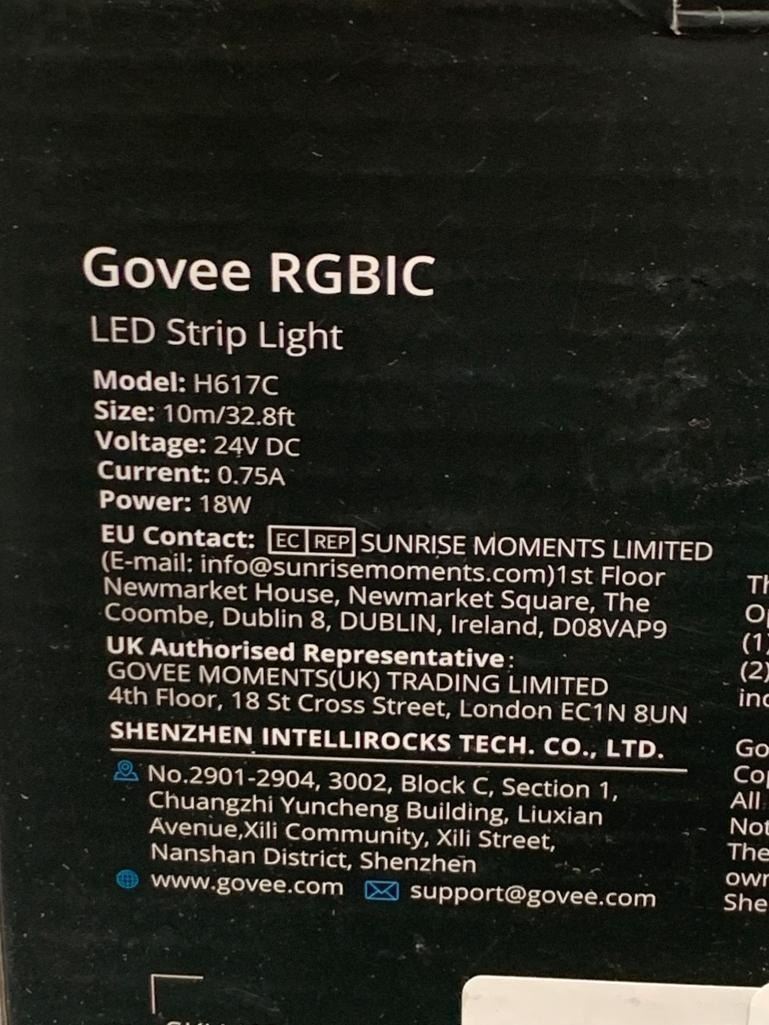 Govee RGBIC
LED Strip Light
Model: H617C
Size: 10m/32.8ft
Voltage: 24V DC
Current: 0.75A
Power: 18W
EU Contact: EC REP SUNRISE MOMENTS LIMITED
(E-mail: info@sunrisemoments.com)1st Floor
Newmarket House, Newmarket Square, The
Coombe, Dublin 8, DUBLIN, Ireland, D08VAP9
UK Authorised Representative:
GOVEE MOMENTS(UK) TRADING LIMITED
4th Floor, 18 St Cross Street, London EC1N 8UN
SHENZHEN INTELLIROCKS TECH. CO., LTD.
No.2901-2904, 3002, Block C, Section 1,
Chuangzhi Yuncheng Building, Liuxian
Avenue,Xili Community, Xili Street,
Nanshan District, Shenzhen
www.govee.com support@govee.com
(1)
(2)
All
The